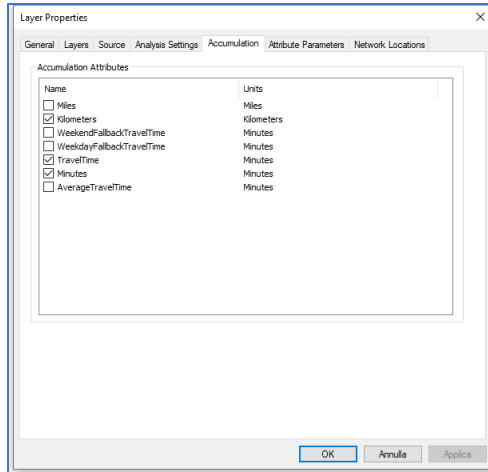 Layer Properties
General Layers Source Analysis Settings Accumulation Attribute Parameters Network Locations
Accumulation Attributes
Name Units
Miles Miles
Kilometers Kilometers
WeekendFallbackTravelTime Minutes
WeekdayFallbackTravelTime Minutes
TravelTime Minutes
Minutes Minutes
AverageTravelTime Minutes
OK Annulla Applica